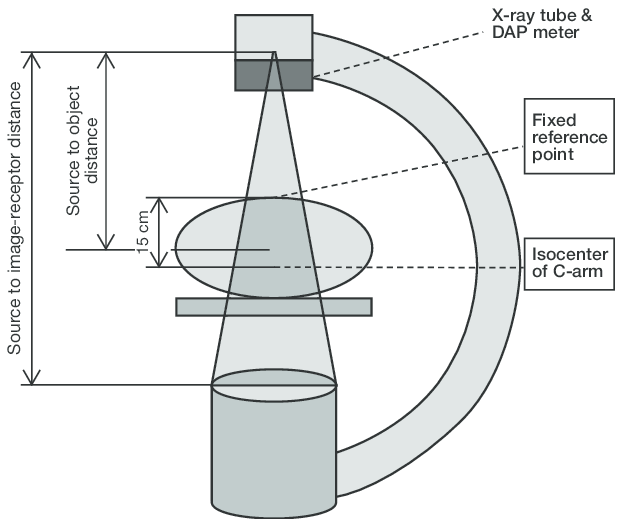 X-ray tube &
DAP meter
Fixed
reference
point
Isocenter
of C-arm
Source to image-receptor distance
Source to object
distance
15 cm